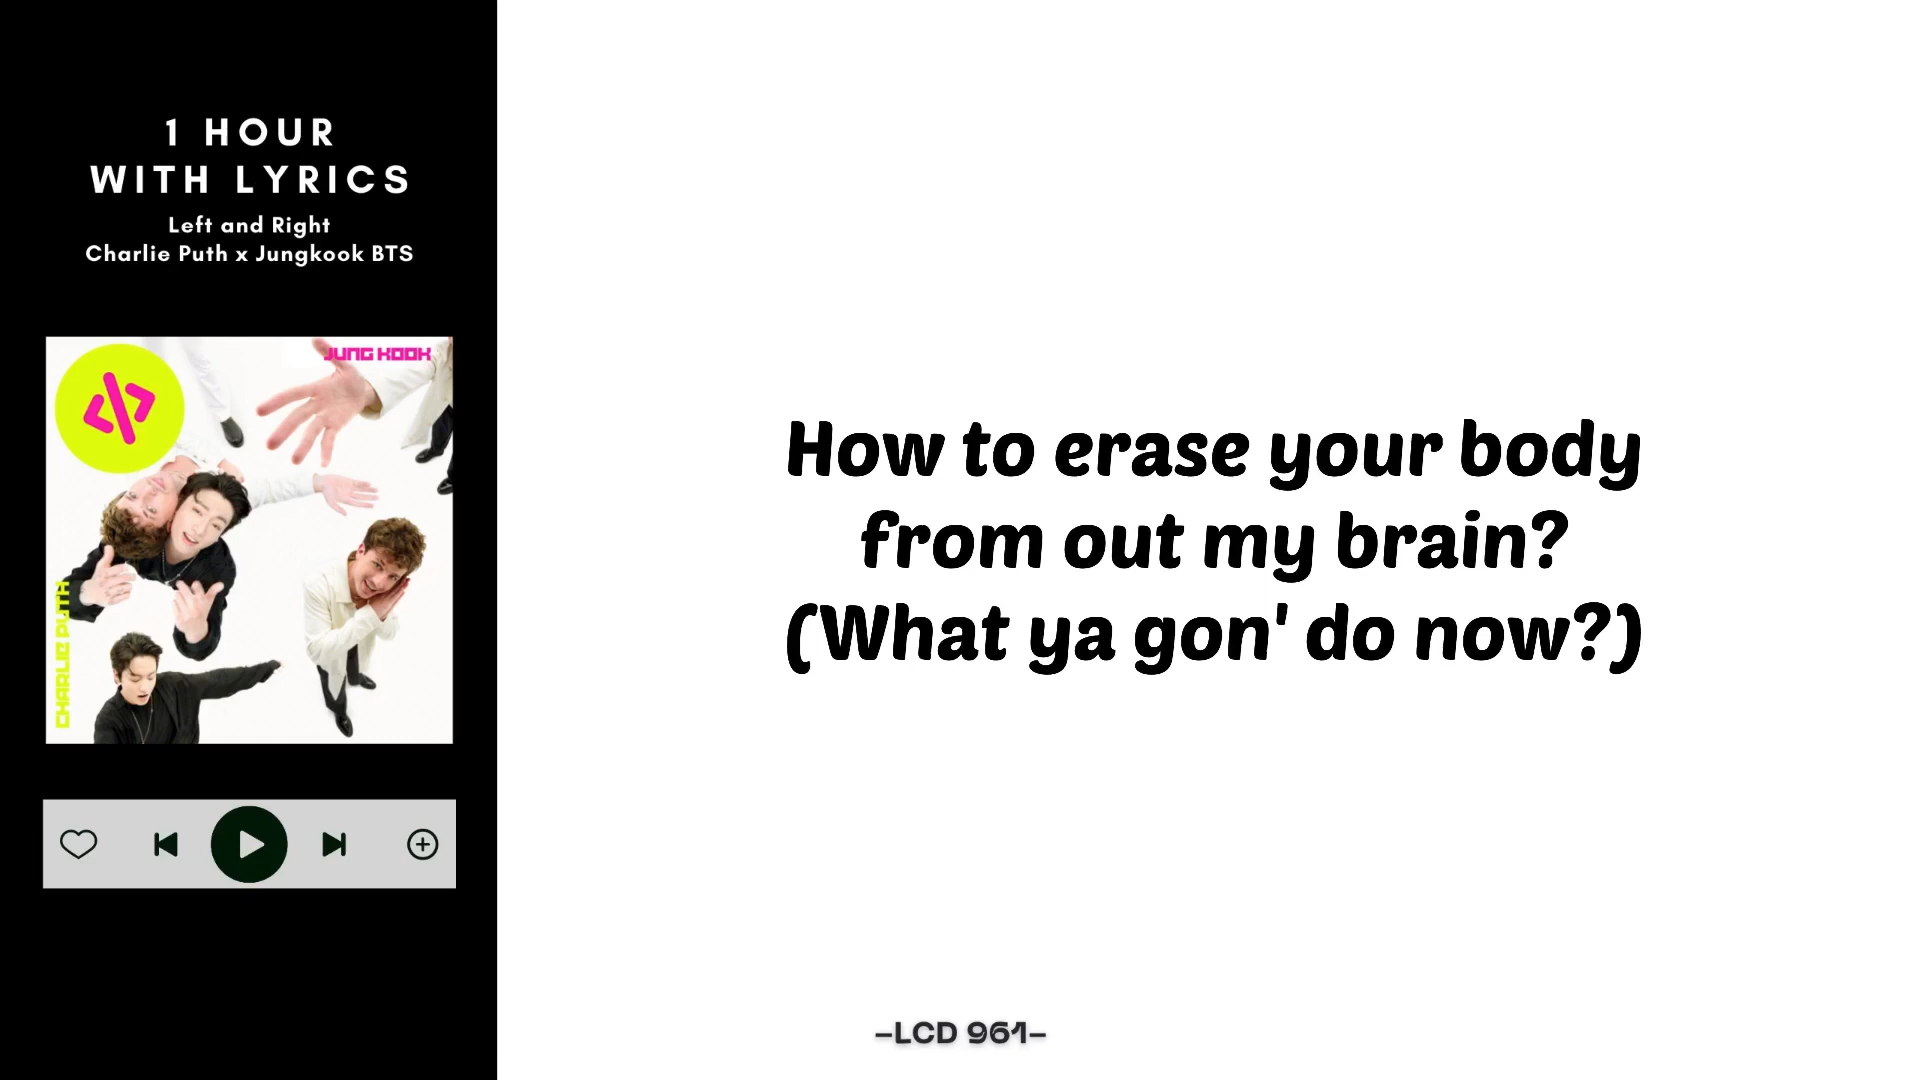 1 HOUR
WITH LYRICS
Left and Right
Charlie Puth x Jungkook BTS
JUNG KOOK
CHARLIE PUTH
How to erase your body
from out my brain?
(What ya gon' do now?)
–LCD 961–